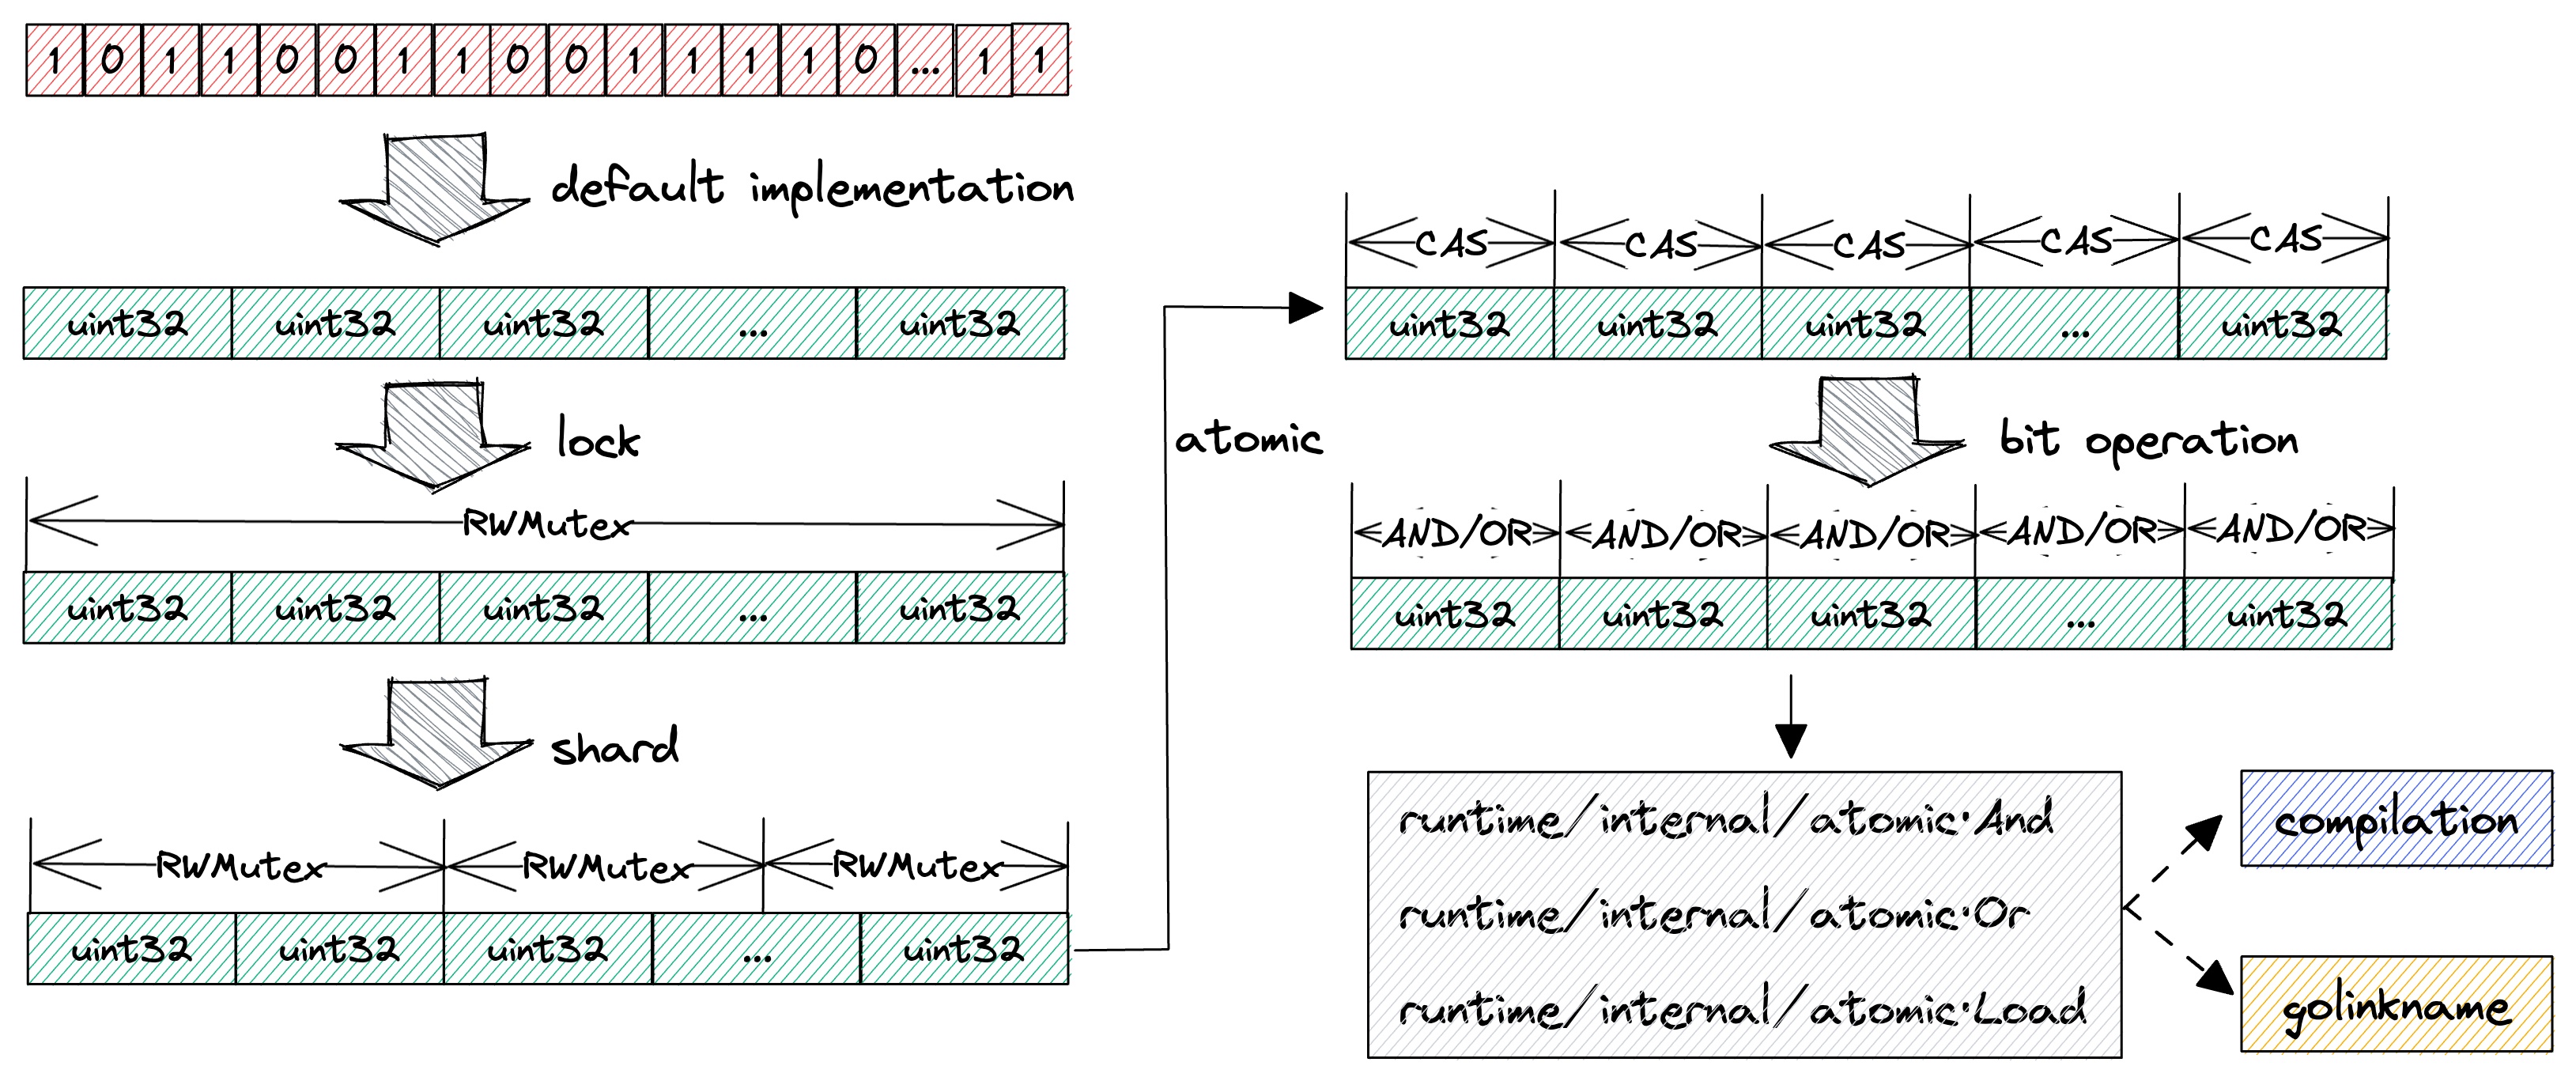 1 0 1 1 0 0 1 1 0 0 1 1 1 1 0 ... 1 1
default implementation
uint32 uint32 uint32 ... uint32
lock
RWMutex
uint32 uint32 uint32 ... uint32
shard
RWMutex RWMutex RWMutex
uint32 uint32 uint32 ... uint32
atomic
CAS CAS CAS CAS CAS
uint32 uint32 uint32 ... uint32
bit operation
AND/OR AND/OR AND/OR AND/OR AND/OR
uint32 uint32 uint32 ... uint32
runtime/internal/atomic·And
runtime/internal/atomic·Or
runtime/internal/atomic·Load
compilation
golinkname